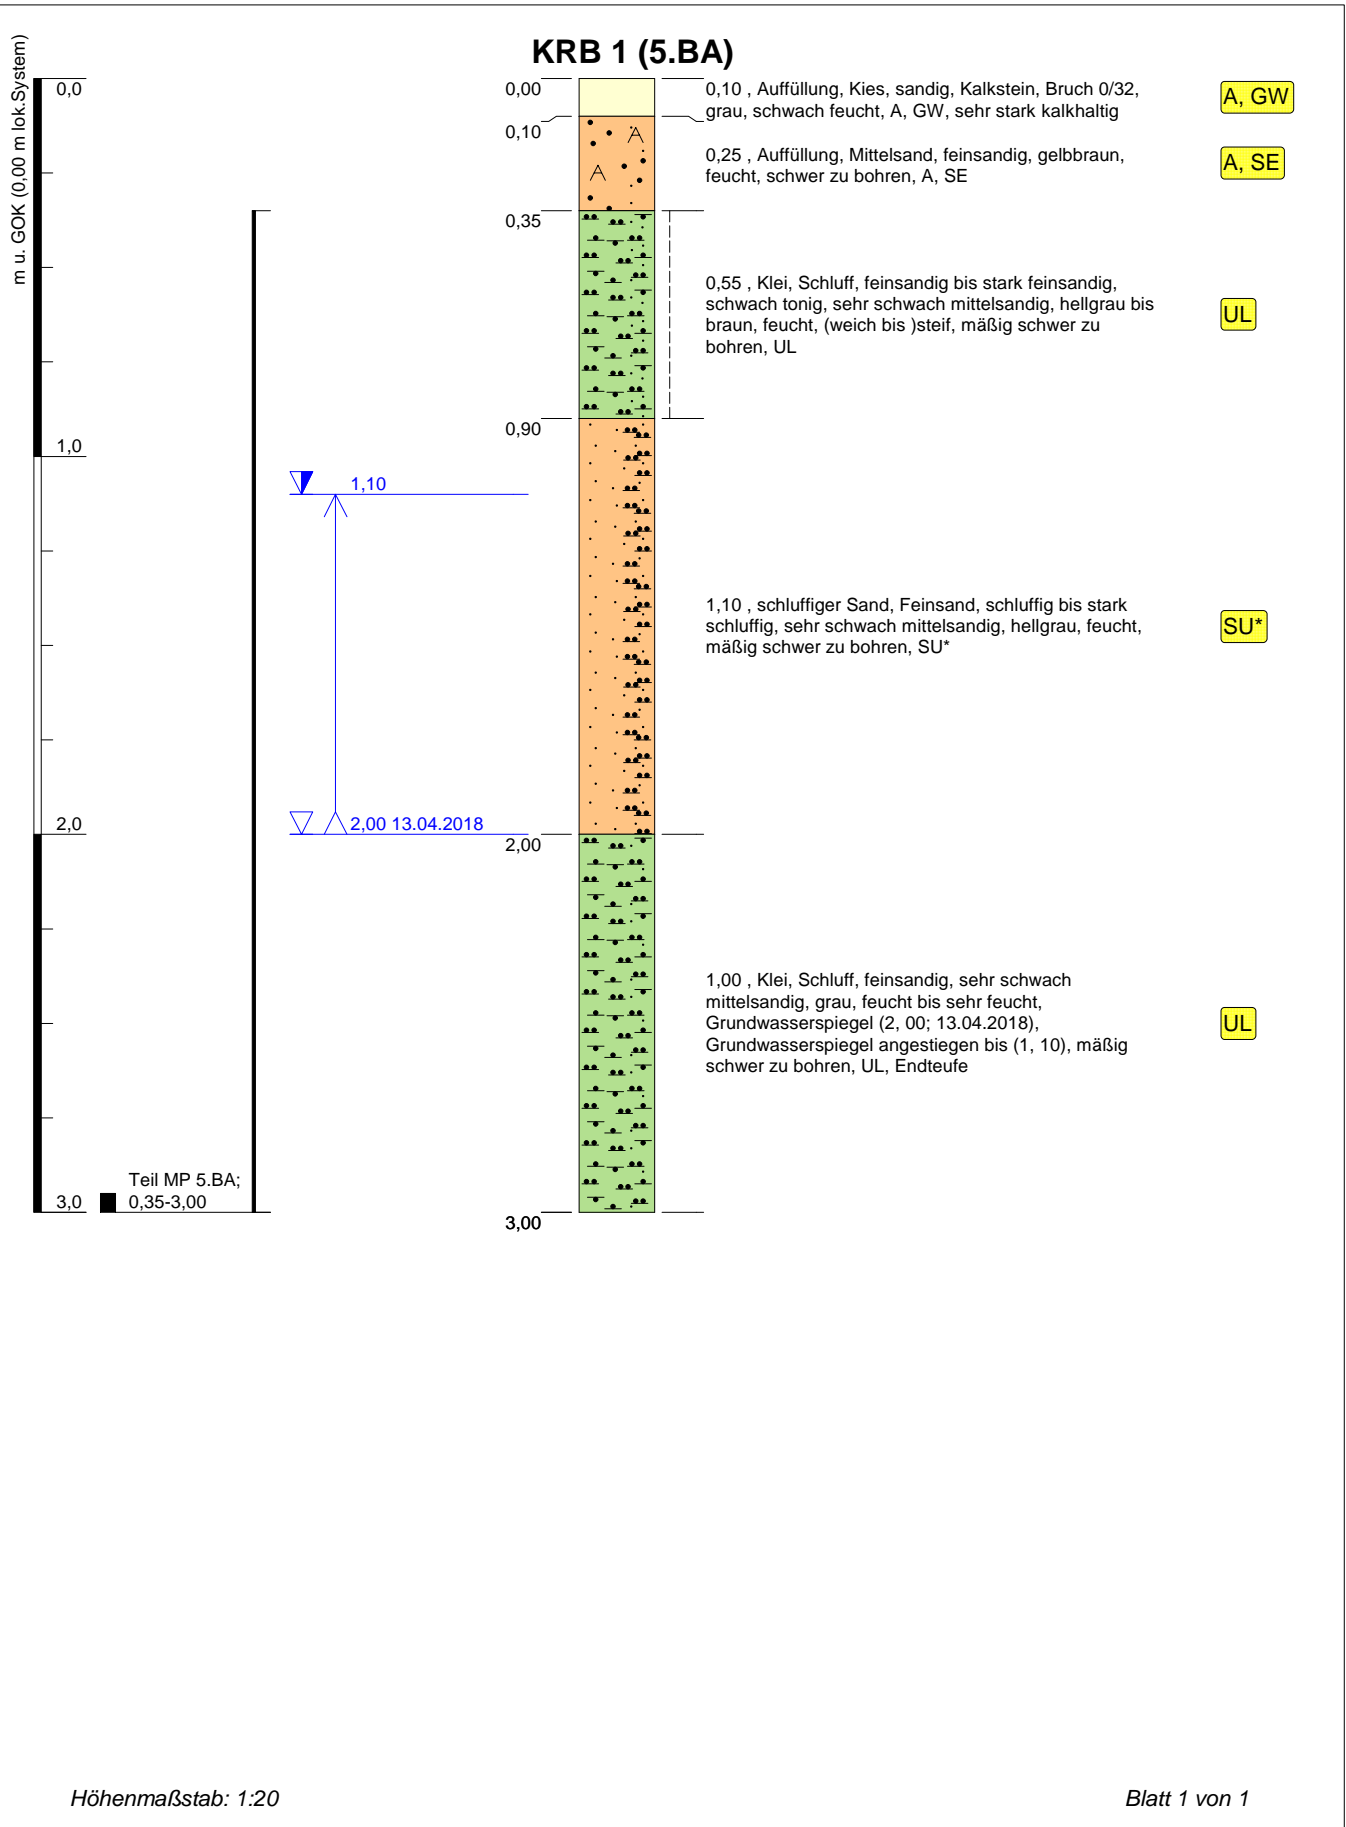 KRB 1 (5.BA)
m u. GOK (0,00 m lok.System)
0,0
0,00
0,10 , Auffüllung, Kies, sandig, Kalkstein, Bruch 0/32,
grau, schwach feucht, A, GW, sehr stark kalkhaltig
A, GW
0,10
0,25 , Auffüllung, Mittelsand, feinsandig, gelbbraun,
feucht, schwer zu bohren, A, SE
A, SE
A
A
0,35
0,55 , Klei, Schluff, feinsandig bis stark feinsandig,
schwach tonig, sehr schwach mittelsandig, hellgrau bis
braun, feucht, (weich bis )steif, mäßig schwer zu
bohren, UL
UL
0,90
1,0
1,10
1,10 , schluffiger Sand, Feinsand, schluffig bis stark
schluffig, sehr schwach mittelsandig, hellgrau, feucht,
mäßig schwer zu bohren, SU*
SU*
2,0
2,00 13.04.2018
2,00
1,00 , Klei, Schluff, feinsandig, sehr schwach
mittelsandig, grau, feucht bis sehr feucht,
Grundwasserspiegel (2, 00; 13.04.2018),
Grundwasserspiegel angestiegen bis (1, 10), mäßig
schwer zu bohren, UL, Endteufe
UL
Teil MP 5.BA;
0,35-3,00
3,0
3,00
Höhenmaßstab: 1:20
Blatt 1 von 1